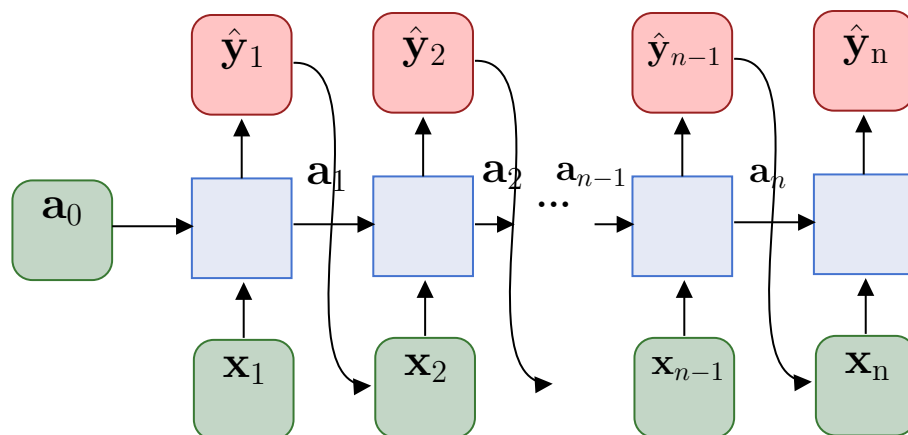 ŷ₁ ŷ₂ ŷₙ₋₁ ŷₙ
a₁ a₂ aₙ₋₁ aₙ
a₀ ...
x₁ x₂ xₙ₋₁ xₙ